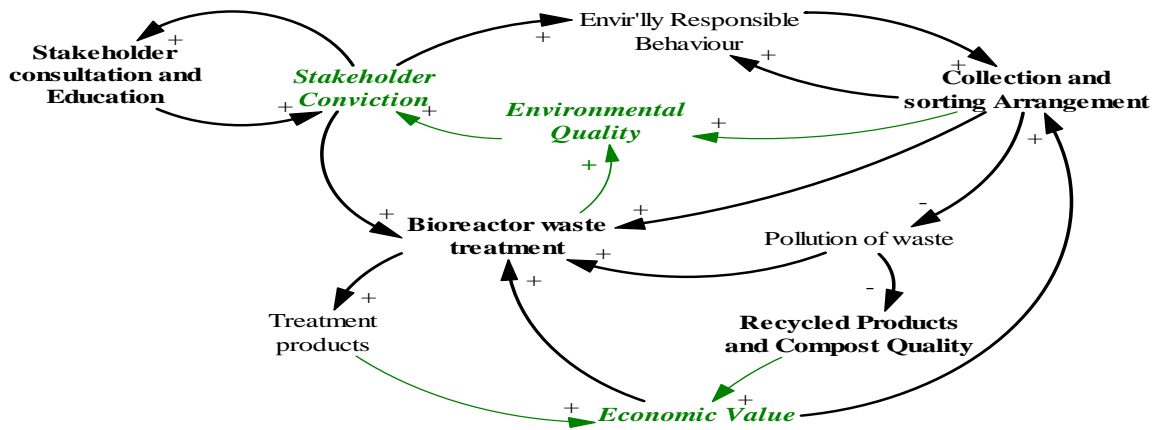 Envir'lly Responsible
Behaviour
Stakeholder
consultation and
Education
Stakeholder
Conviction
Collection and
sorting Arrangement
Environmental
Quality
Bioreactor waste
treatment
Pollution of waste
Treatment
products
Recycled Products
and Compost Quality
Economic Value
+
+
+
+
+
+
+
+
+
+
+
-
+
+
+
-
+
+
+